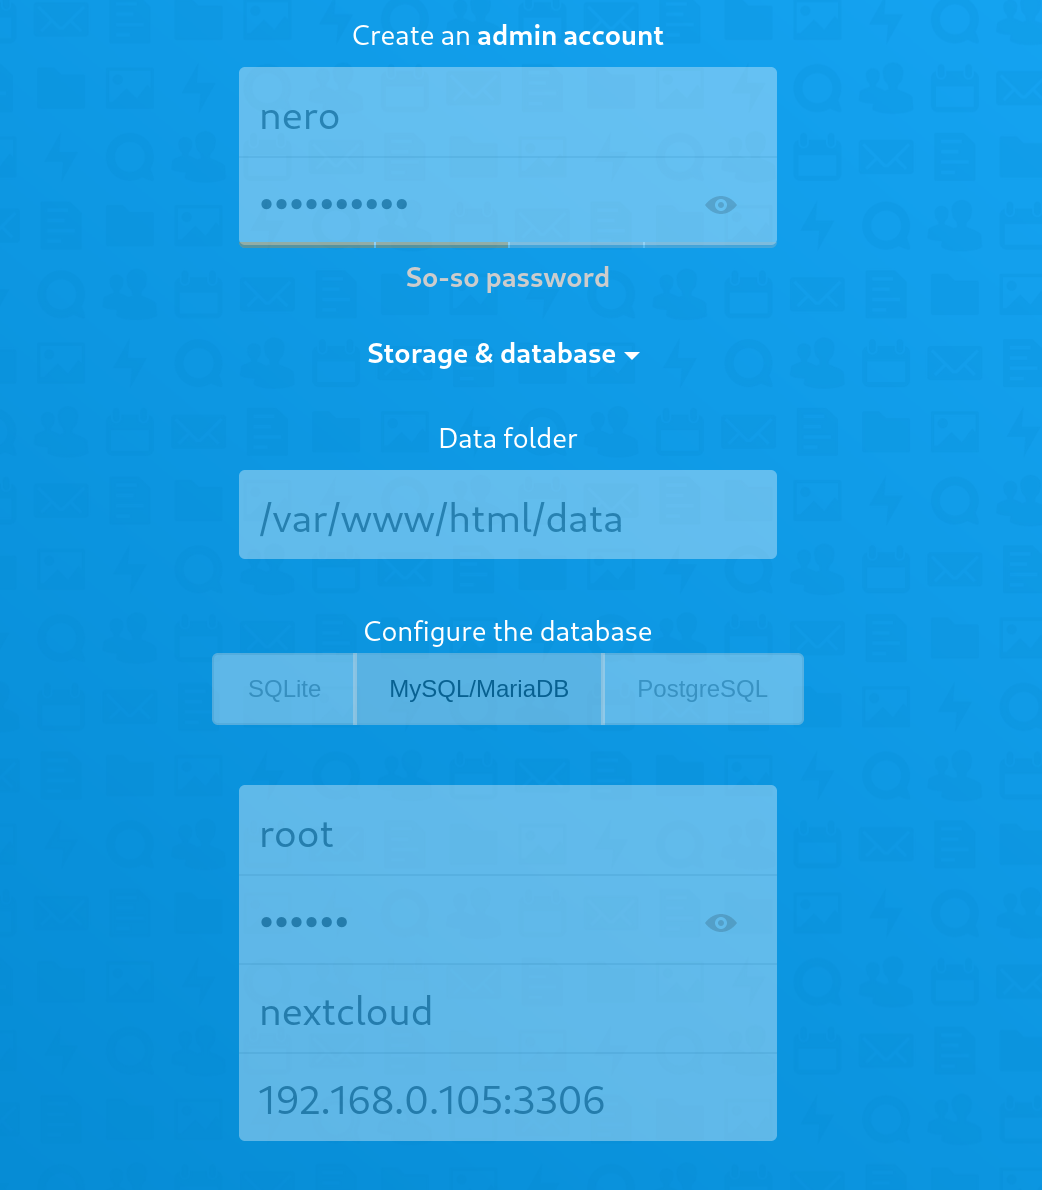 Create an admin account
nero
••••••••••
So-so password
Storage & database
Data folder
/var/www/html/data
Configure the database
SQLite MySQL/MariaDB PostgreSQL
root
••••••
nextcloud
192.168.0.105:3306